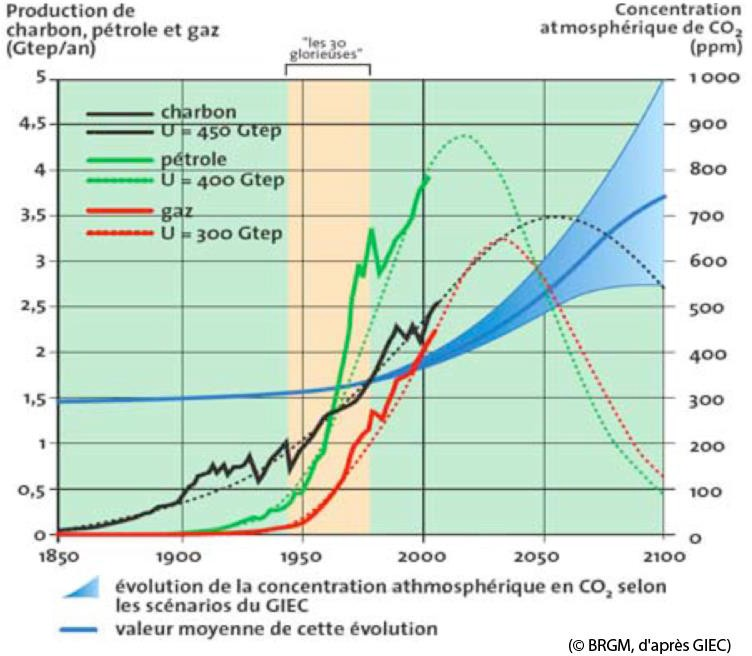 Production de
charbon, pétrole et gaz
(Gtep/an)
"les 30
glorieuses"
Concentration
atmosphérique de CO₂
(ppm)
5
4,5
4
3,5
3
2,5
2
1,5
1
0,5
0
charbon
U = 450 Gtep
pétrole
U = 400 Gtep
gaz
U = 300 Gtep
1 000
900
800
700
600
500
400
300
200
100
0
1850
1900
1950
2000
2050
2100
évolution de la concentration athmosphérique en CO₂ selon
les scénarios du GIEC
valeur moyenne de cette évolution
(© BRGM, d'après GIEC)